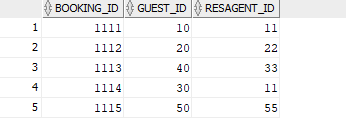 BOOKING_ID GUEST_ID RESAGENT_ID
1 1111 10 11
2 1112 20 22
3 1113 40 33
4 1114 30 11
5 1115 50 55